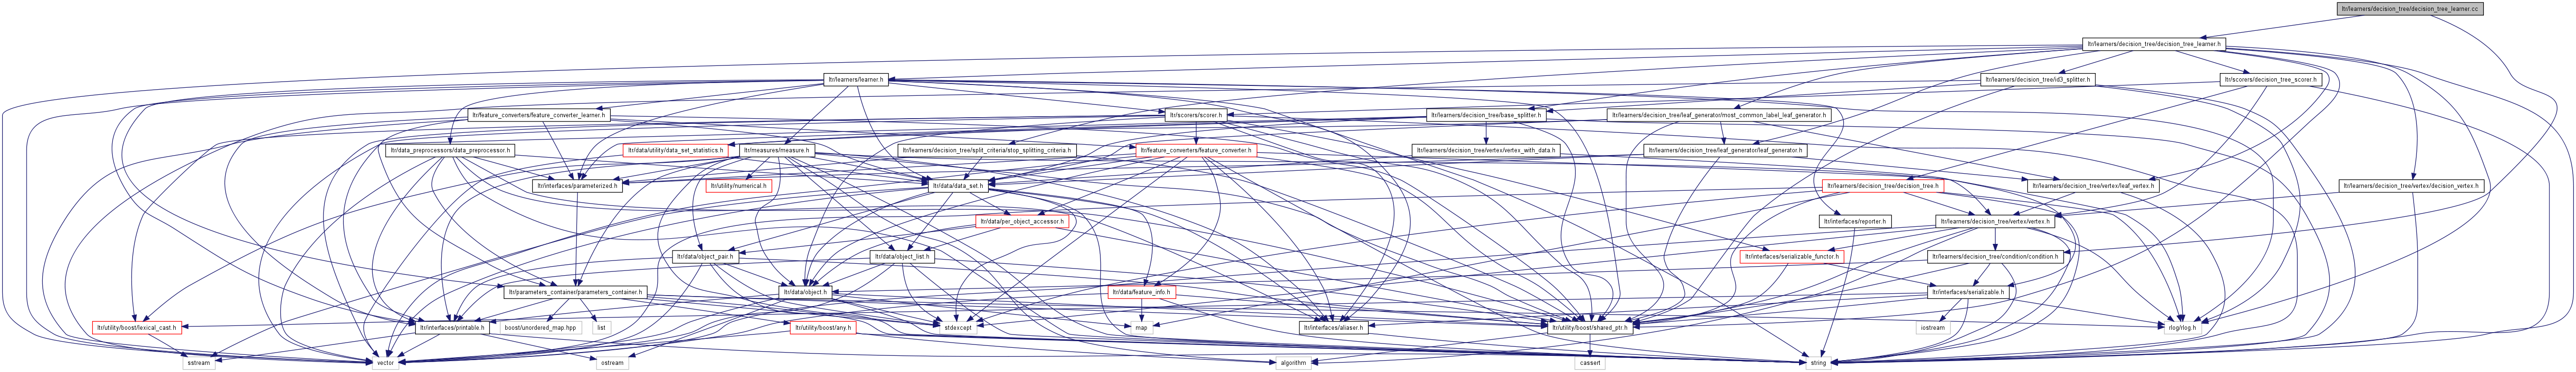 ltr/learners/decision_tree/decision_tree_learner.cc
ltr/learners/decision_tree/decision_tree_learner.h
ltr/learners/learner.h
ltr/learners/decision_tree/id3_splitter.h
ltr/scorers/decision_tree_scorer.h
ltr/feature_converters/feature_converter_learner.h
ltr/scorers/scorer.h
ltr/learners/decision_tree/base_splitter.h
ltr/learners/decision_tree/leaf_generator/most_common_label_leaf_generator.h
ltr/data_preprocessors/data_preprocessor.h
ltr/data/utility/data_set_statistics.h
ltr/measures/measure.h
ltr/learners/decision_tree/split_criteria/stop_splitting_criteria.h
ltr/feature_converters/feature_converter.h
ltr/learners/decision_tree/vertex/vertex_with_data.h
ltr/learners/decision_tree/leaf_generator/leaf_generator.h
ltr/interfaces/parameterized.h
ltr/utility/numerical.h
ltr/data/data_set.h
ltr/learners/decision_tree/decision_tree.h
ltr/learners/decision_tree/vertex/leaf_vertex.h
ltr/learners/decision_tree/vertex/decision_vertex.h
ltr/data/per_object_accessor.h
ltr/interfaces/reporter.h
ltr/learners/decision_tree/vertex/vertex.h
ltr/data/object_pair.h
ltr/data/object_list.h
ltr/interfaces/serializable_functor.h
ltr/learners/decision_tree/condition/condition.h
ltr/parameters_container/parameters_container.h
ltr/data/object.h
ltr/data/feature_info.h
ltr/interfaces/serializable.h
ltr/utility/boost/lexical_cast.h
ltr/interfaces/printable.h
boost/unordered_map.hpp
list
ltr/utility/boost/any.h
stdexcept
map
ltr/interfaces/aliaser.h
ltr/utility/boost/shared_ptr.h
iostream
rlog/rlog.h
sstream
vector
ostream
algorithm
cassert
string